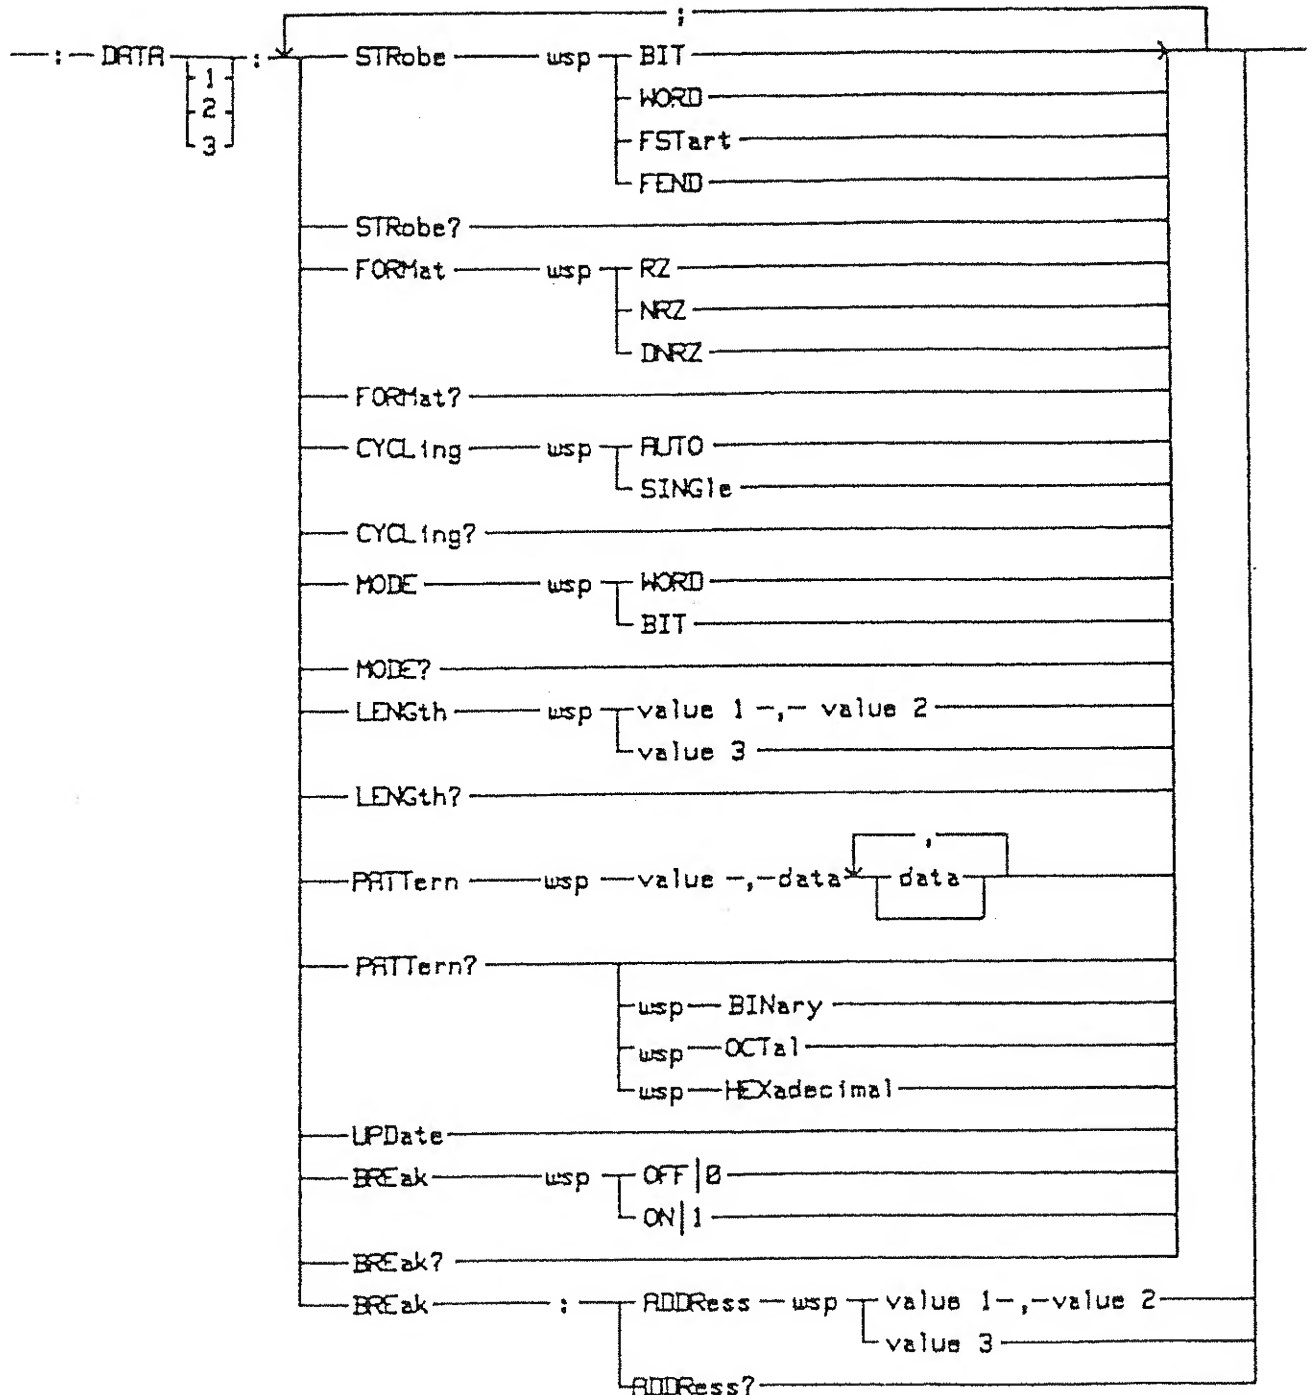 ;
: DATA : STRobe wsp BIT
1
2 WORD
3 FSTart
FEND
STRobe?
FORMat wsp RZ
NRZ
DNRZ
FORMat?
CYCLing wsp AUTO
SINGle
CYCLing?
MODE wsp WORD
BIT
MODE?
LENGth wsp value 1 , value 2
value 3
LENGth?
,
PATTern wsp value , data data
PATTern?
wsp BINary
wsp OCTal
wsp HEXadecimal
UPDate
BREak wsp OFF|0
ON|1
BREak?
BREak : ADDRess wsp value 1 , value 2
value 3
ADDRess?